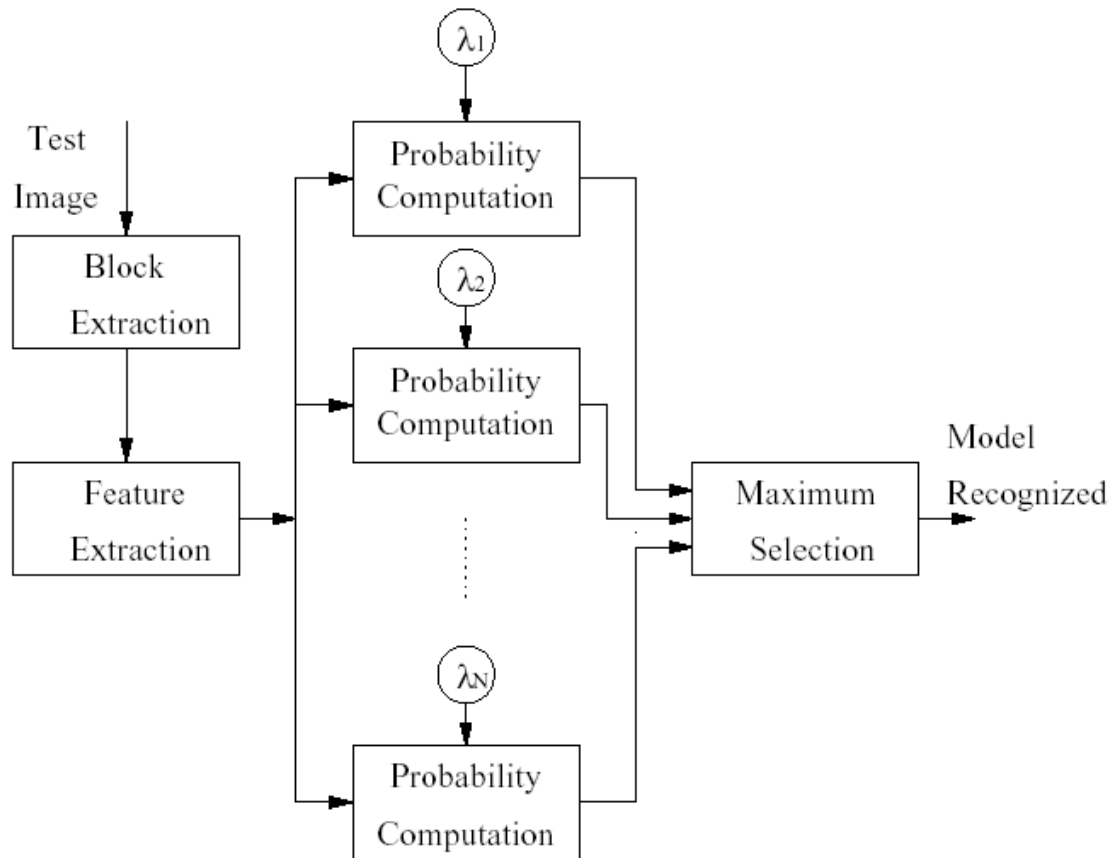 λ1
Test
Image
Probability
Computation
Block
Extraction
λ2
Probability
Computation
Feature
Extraction
Maximum
Selection
Model
Recognized
λN
Probability
Computation